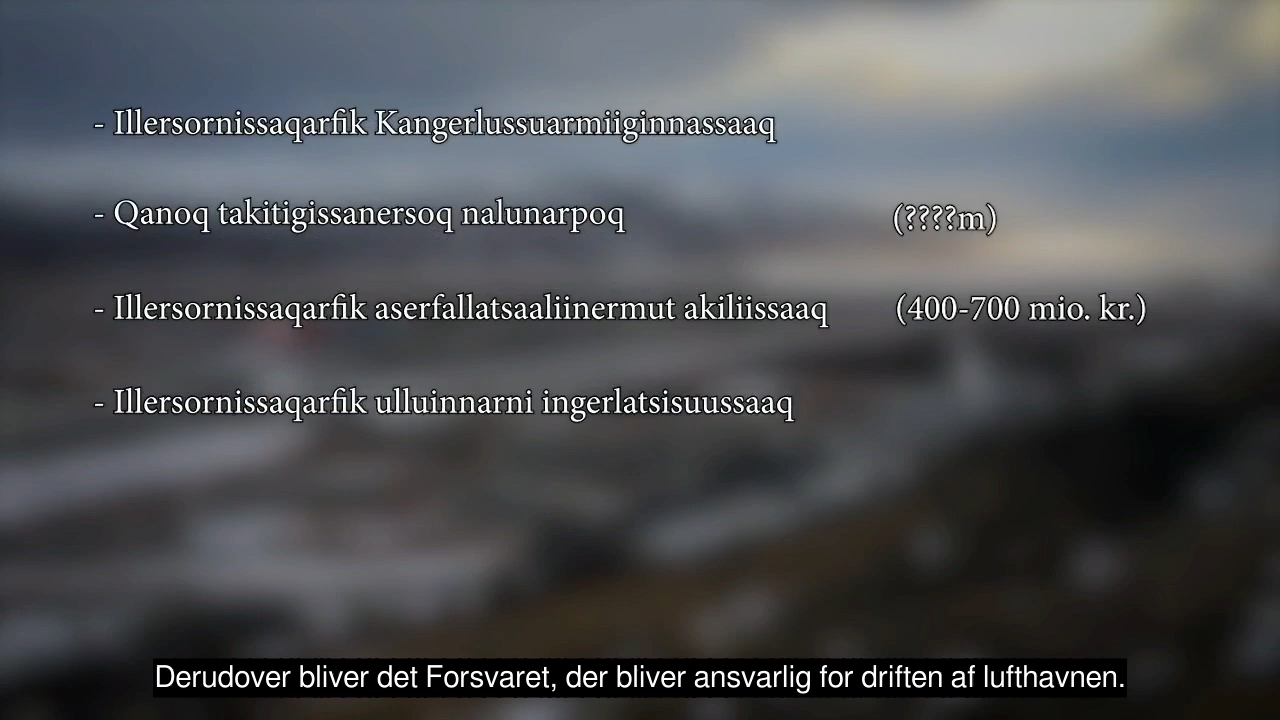 - Illersornissaqarfik Kangerlussuarmiiginnassaaq
- Qanoq takitigissanersoq nalunarpoq (????m)
- Illersornissaqarfik aserfallatsaaliinermut akiliissaaq (400-700 mio. kr.)
- Illersornissaqarfik ulluinnarni ingerlatsisuussaaq
Derudover bliver det Forsvaret, der bliver ansvarlig for driften af lufthavnen.